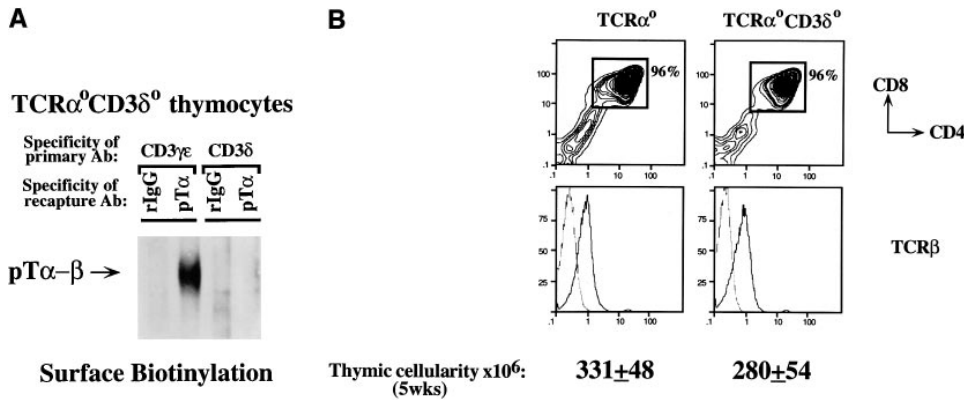 A
TCRα°CD3δ° thymocytes
Specificity of primary Ab:
CD3γε CD3δ
Specificity of recapture Ab:
rIgG pTα rIgG pTα
pTα–β →
Surface Biotinylation
B
TCRα° TCRα°CD3δ°
100 10 1 .1
96%
.1 1 10 100
100 10 1 .1
96%
.1 1 10 100
CD8
CD4
75 50 25
.1 1 10 100
75 50 25
.1 1 10 100
TCRβ
Thymic cellularity x10⁶: 331±48 280±54
(5wks)